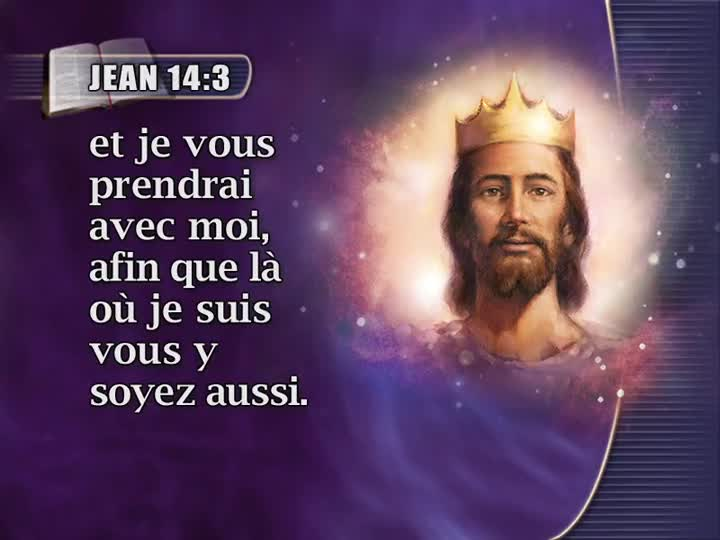 JEAN 14:3
et je vous
prendrai
avec moi,
afin que là
où je suis
vous y
soyez aussi.